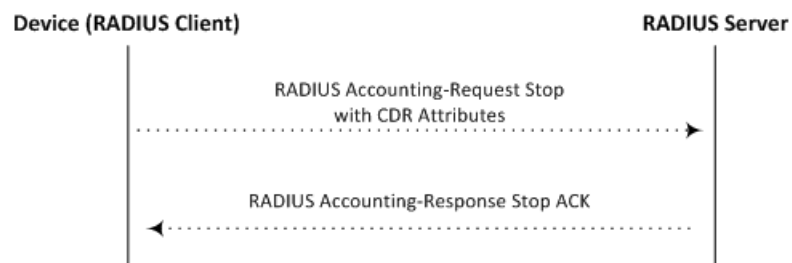 Device (RADIUS Client)
RADIUS Server
RADIUS Accounting-Request Stop
with CDR Attributes
RADIUS Accounting-Response Stop ACK